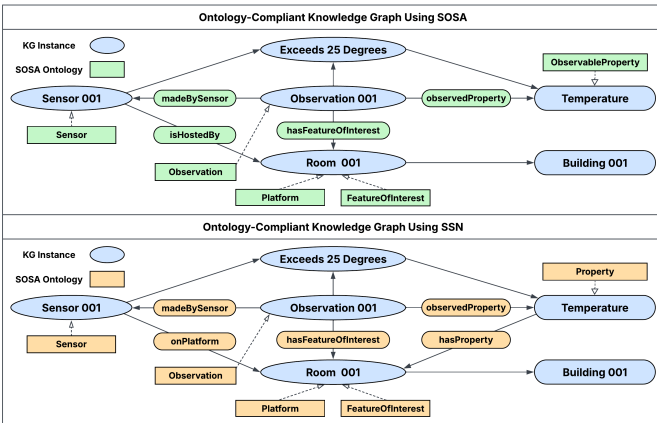 Ontology-Compliant Knowledge Graph Using SOSA
KG Instance
Exceeds 25 Degrees
SOSA Ontology
ObservableProperty
Sensor 001
madeBySensor
Observation 001
observedProperty
Temperature
Sensor
isHostedBy
hasFeatureOfInterest
Observation
Room 001
Building 001
Platform
FeatureOfInterest
Ontology-Compliant Knowledge Graph Using SSN
KG Instance
Exceeds 25 Degrees
SOSA Ontology
Property
Sensor 001
madeBySensor
Observation 001
observedProperty
Temperature
Sensor
onPlatform
hasFeatureOfInterest
hasProperty
Observation
Room 001
Building 001
Platform
FeatureOfInterest